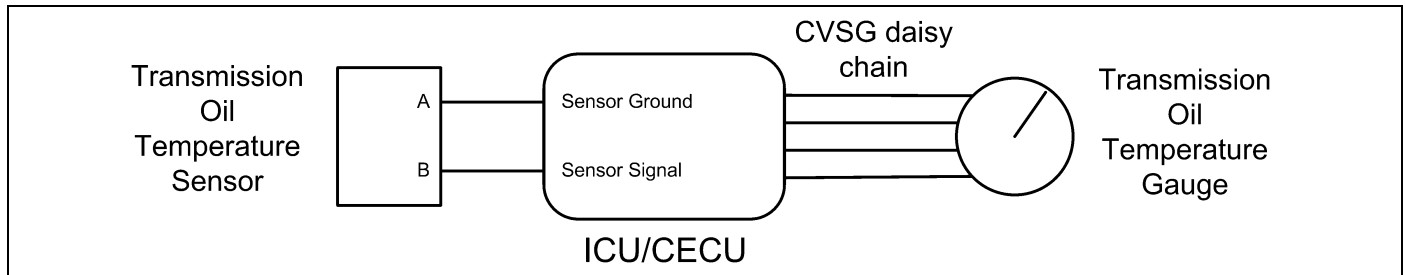 Transmission
Oil
Temperature
Sensor
A
B
Sensor Ground
Sensor Signal
ICU/CECU
CVSG daisy
chain
Transmission
Oil
Temperature
Gauge